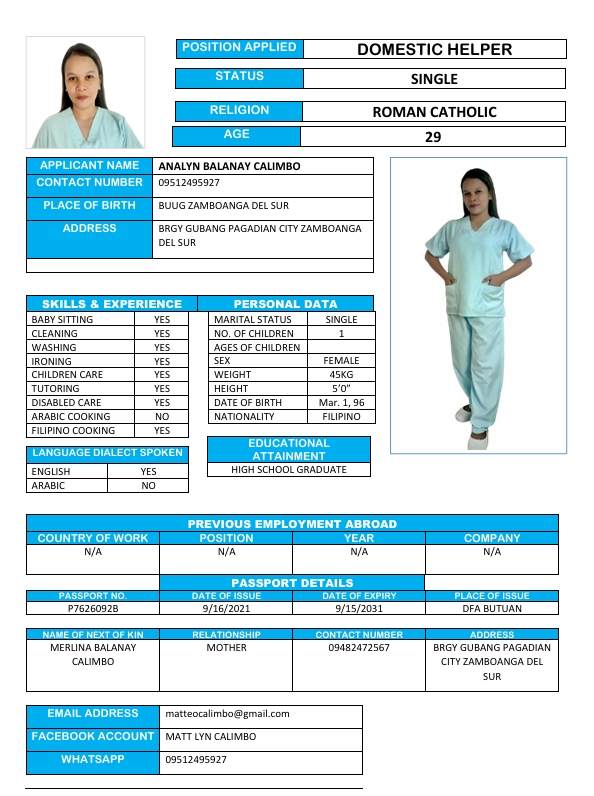 POSITION APPLIED DOMESTIC HELPER
STATUS SINGLE
RELIGION ROMAN CATHOLIC
AGE 29
APPLICANT NAME ANALYN BALANAY CALIMBO
CONTACT NUMBER 09512495927
PLACE OF BIRTH BUUG ZAMBOANGA DEL SUR
ADDRESS BRGY GUBANG PAGADIAN CITY ZAMBOANGA
DEL SUR
SKILLS & EXPERIENCE PERSONAL DATA
BABY SITTING YES MARITAL STATUS SINGLE
CLEANING YES NO. OF CHILDREN 1
WASHING YES AGES OF CHILDREN
IRONING YES SEX FEMALE
CHILDREN CARE YES WEIGHT 45KG
TUTORING YES HEIGHT 5’0”
DISABLED CARE YES DATE OF BIRTH Mar. 1, 96
ARABIC COOKING NO NATIONALITY FILIPINO
FILIPINO COOKING YES
EDUCATIONAL
ATTAINMENT
HIGH SCHOOL GRADUATE
LANGUAGE DIALECT SPOKEN
ENGLISH YES
ARABIC NO
PREVIOUS EMPLOYMENT ABROAD
COUNTRY OF WORK POSITION YEAR COMPANY
N/A N/A N/A N/A
PASSPORT DETAILS
PASSPORT NO. DATE OF ISSUE DATE OF EXPIRY PLACE OF ISSUE
P7626092B 9/16/2021 9/15/2031 DFA BUTUAN
NAME OF NEXT OF KIN RELATIONSHIP CONTACT NUMBER ADDRESS
MERLINA BALANAY MOTHER 09482472567 BRGY GUBANG PAGADIAN
CALIMBO CITY ZAMBOANGA DEL
SUR
EMAIL ADDRESS matteocalimbo@gmail.com
FACEBOOK ACCOUNT MATT LYN CALIMBO
WHATSAPP 09512495927